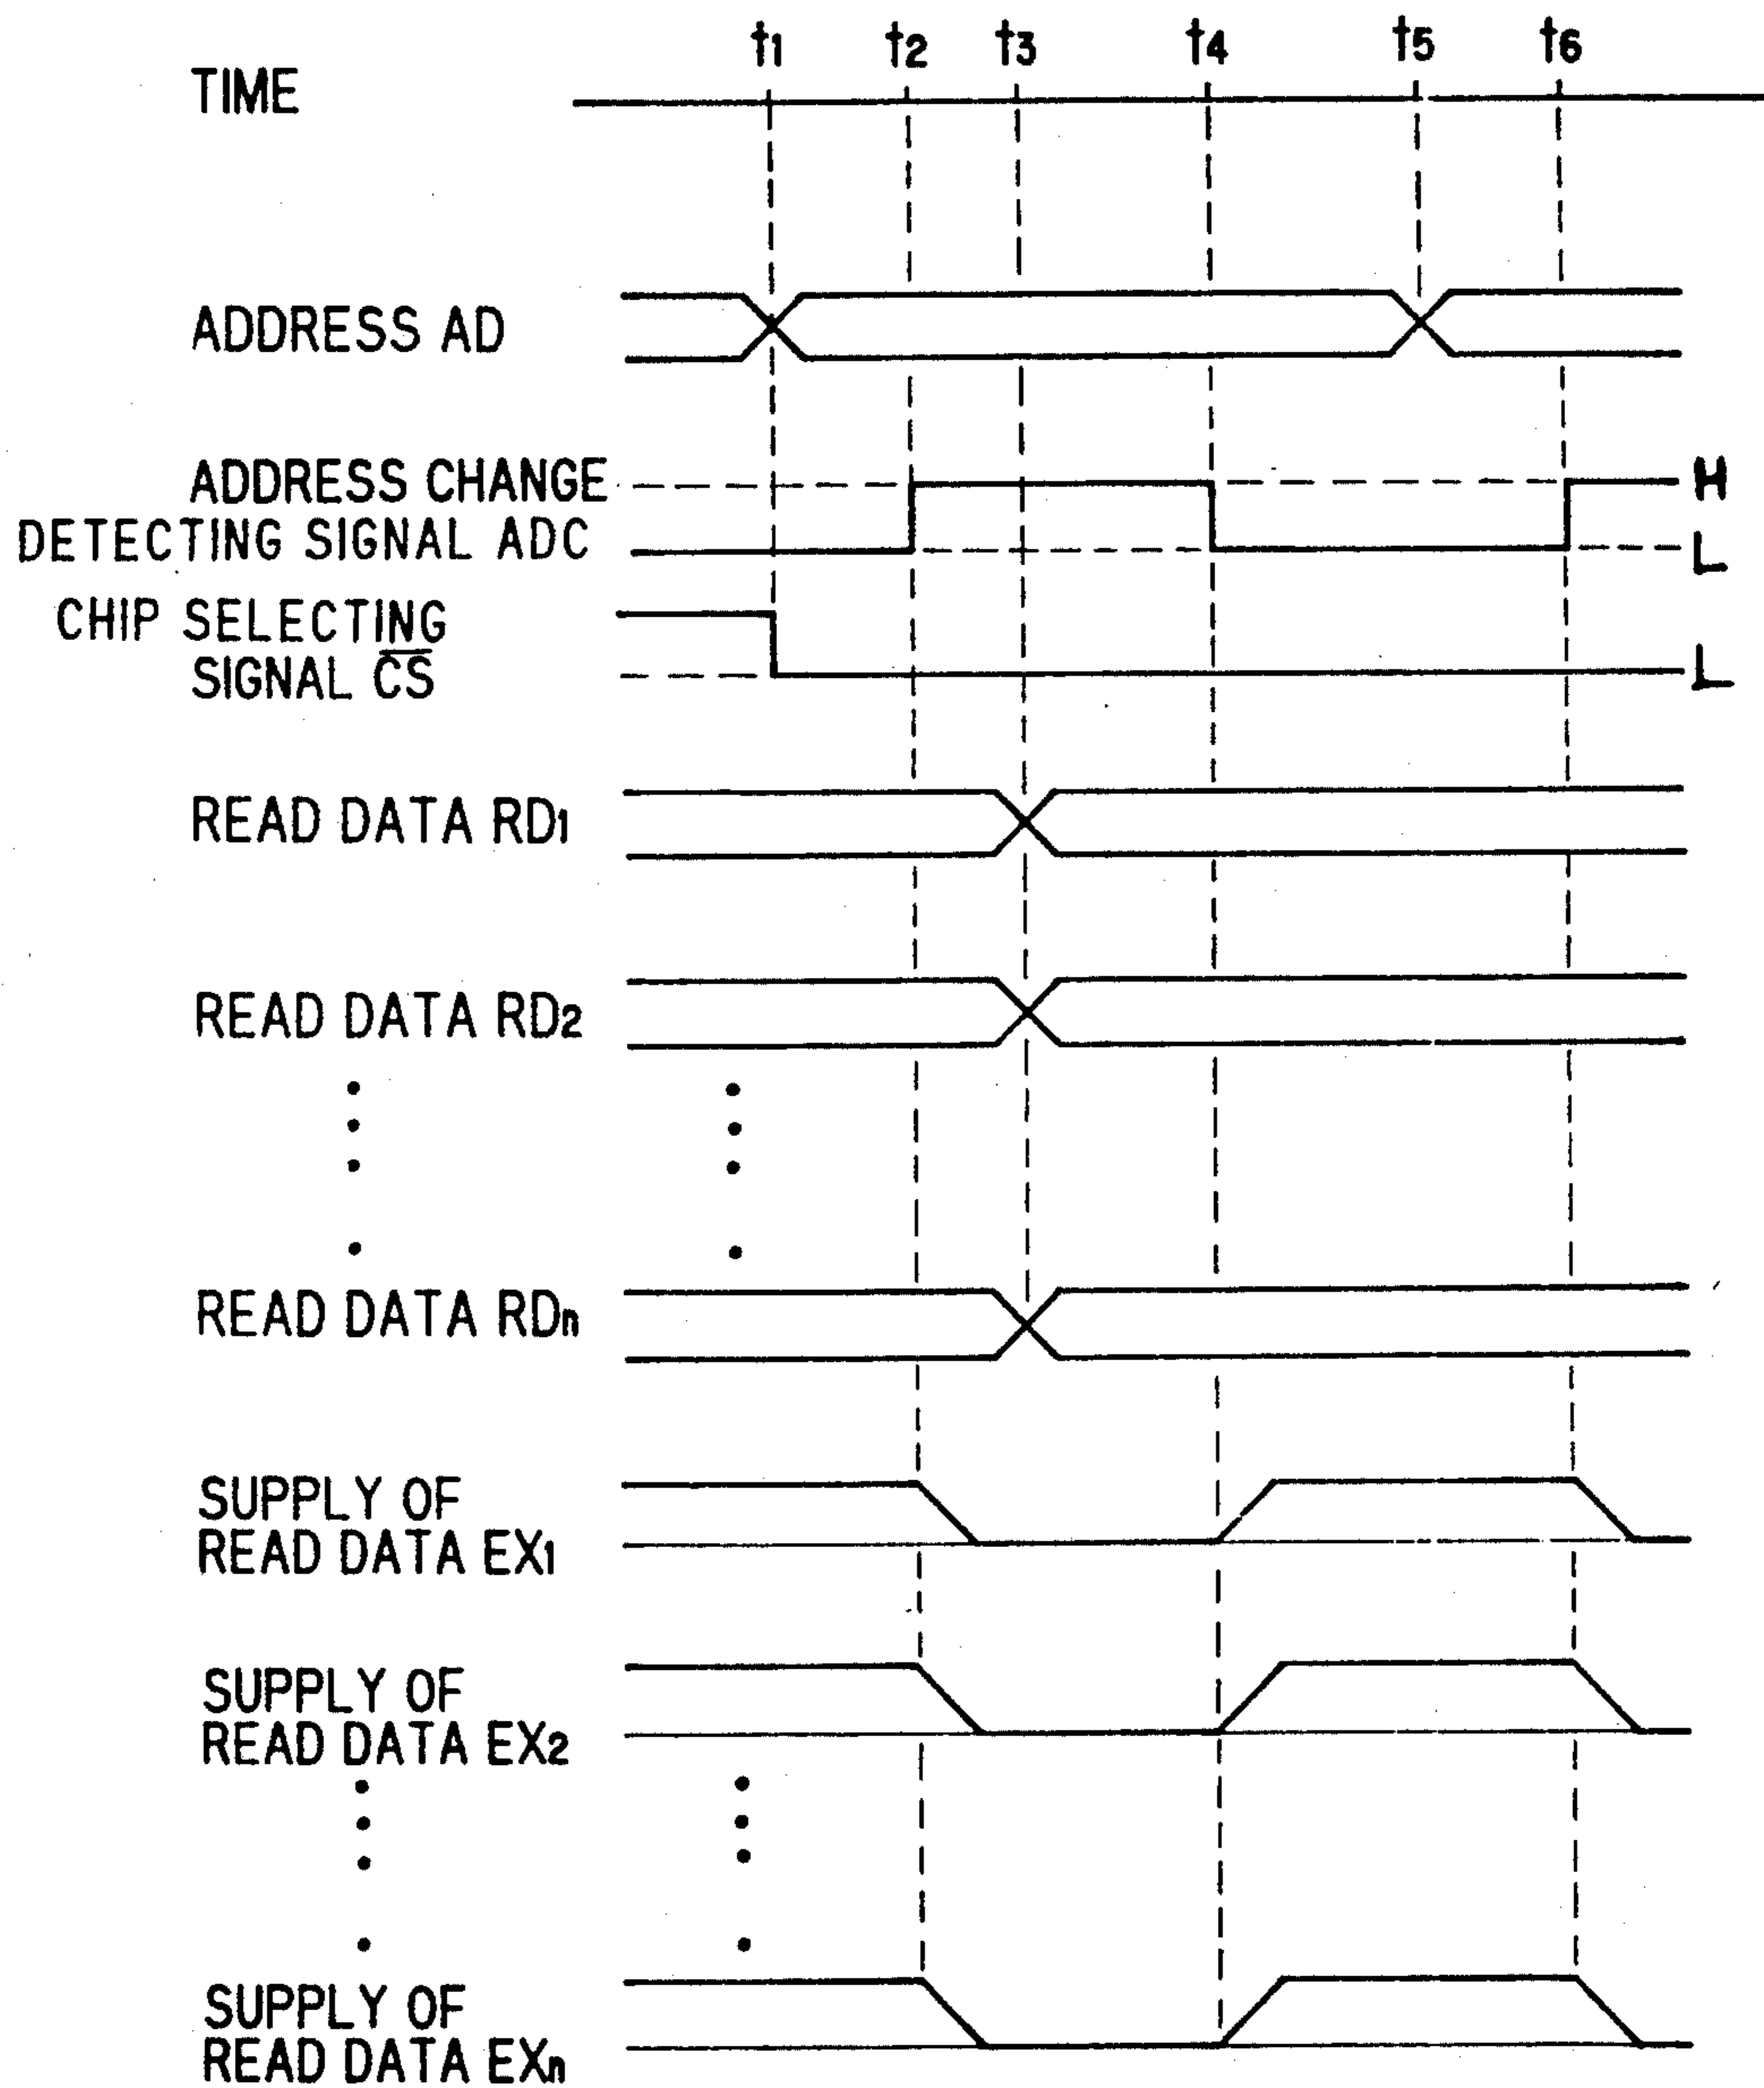 t1 t2 t3 t4 t5 t6
TIME
ADDRESS AD
ADDRESS CHANGE
DETECTING SIGNAL ADC
H
L
CHIP SELECTING
SIGNAL C̅S̅
L
READ DATA RD1
READ DATA RD2
READ DATA RDn
SUPPLY OF
READ DATA EX1
SUPPLY OF
READ DATA EX2
SUPPLY OF
READ DATA EXn